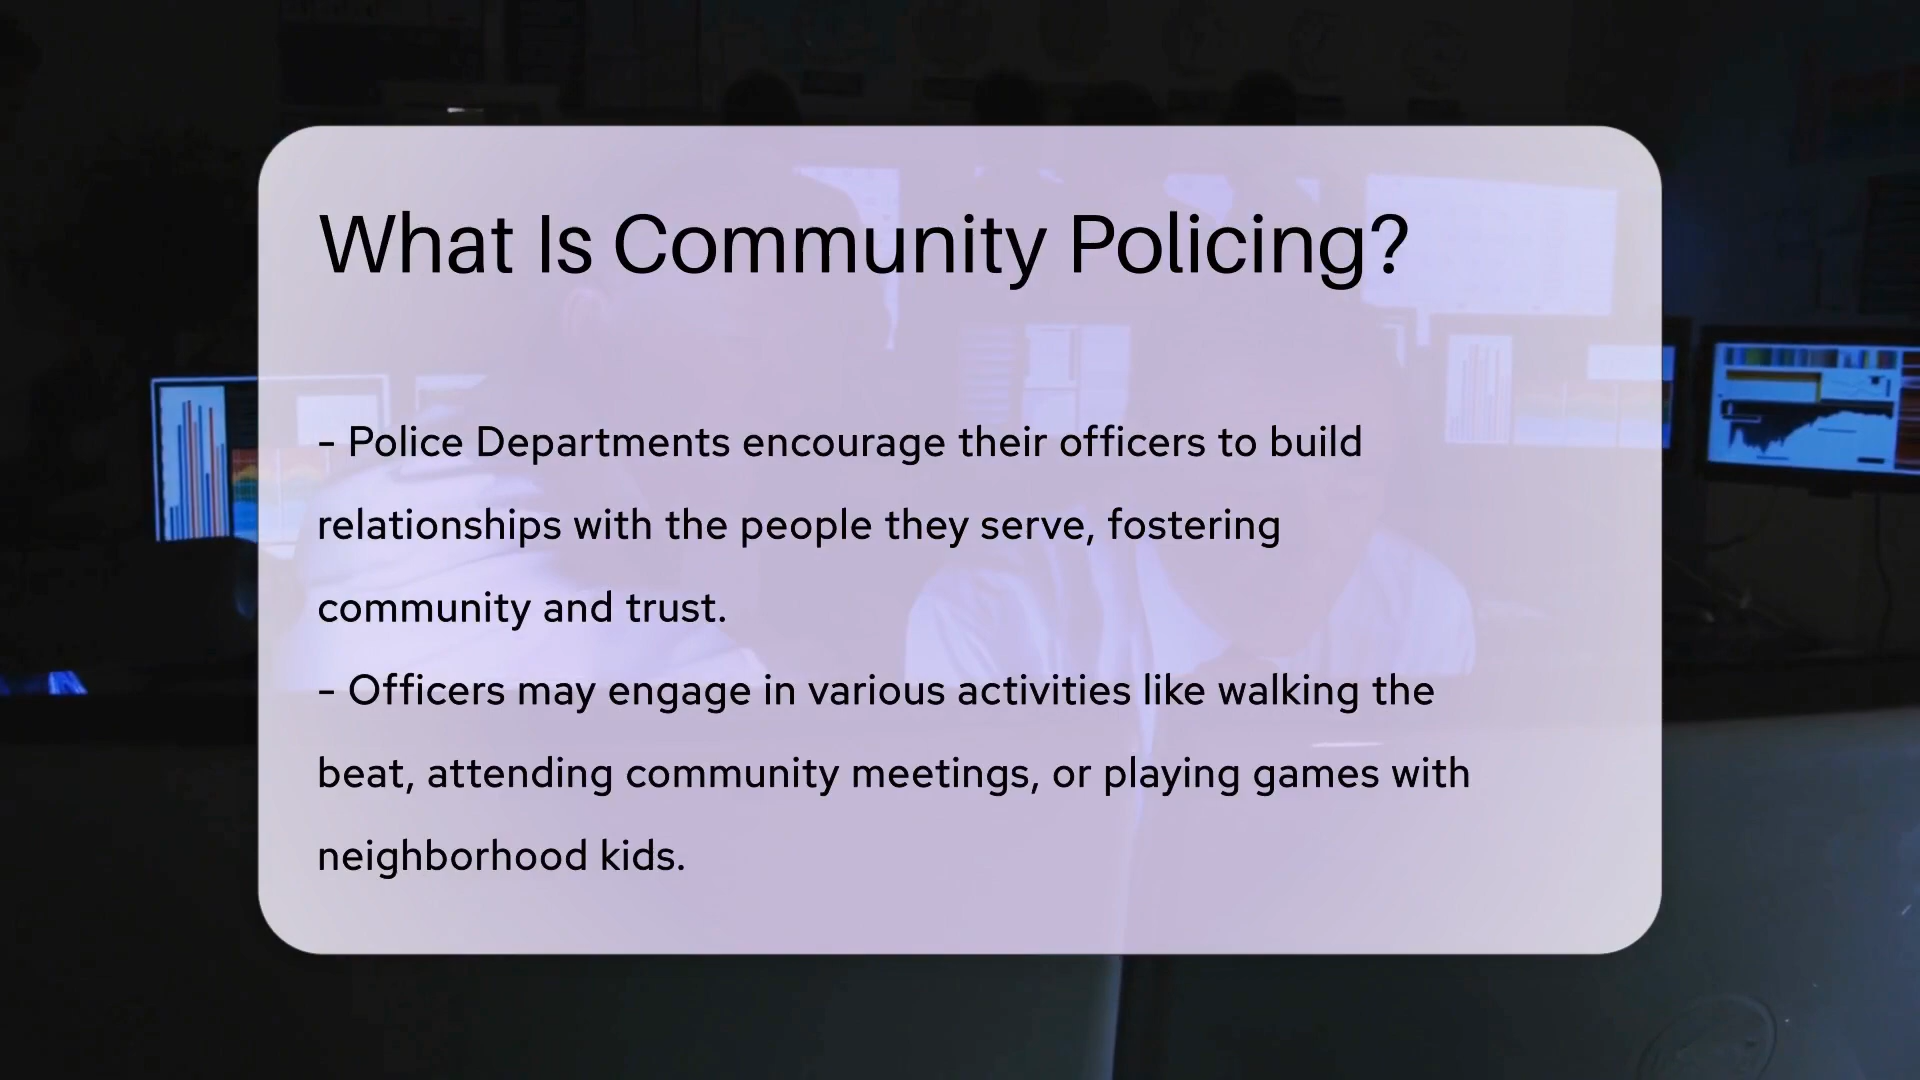 What Is Community Policing?
- Police Departments encourage their officers to build
relationships with the people they serve, fostering
community and trust.
- Officers may engage in various activities like walking the
beat, attending community meetings, or playing games with
neighborhood kids.